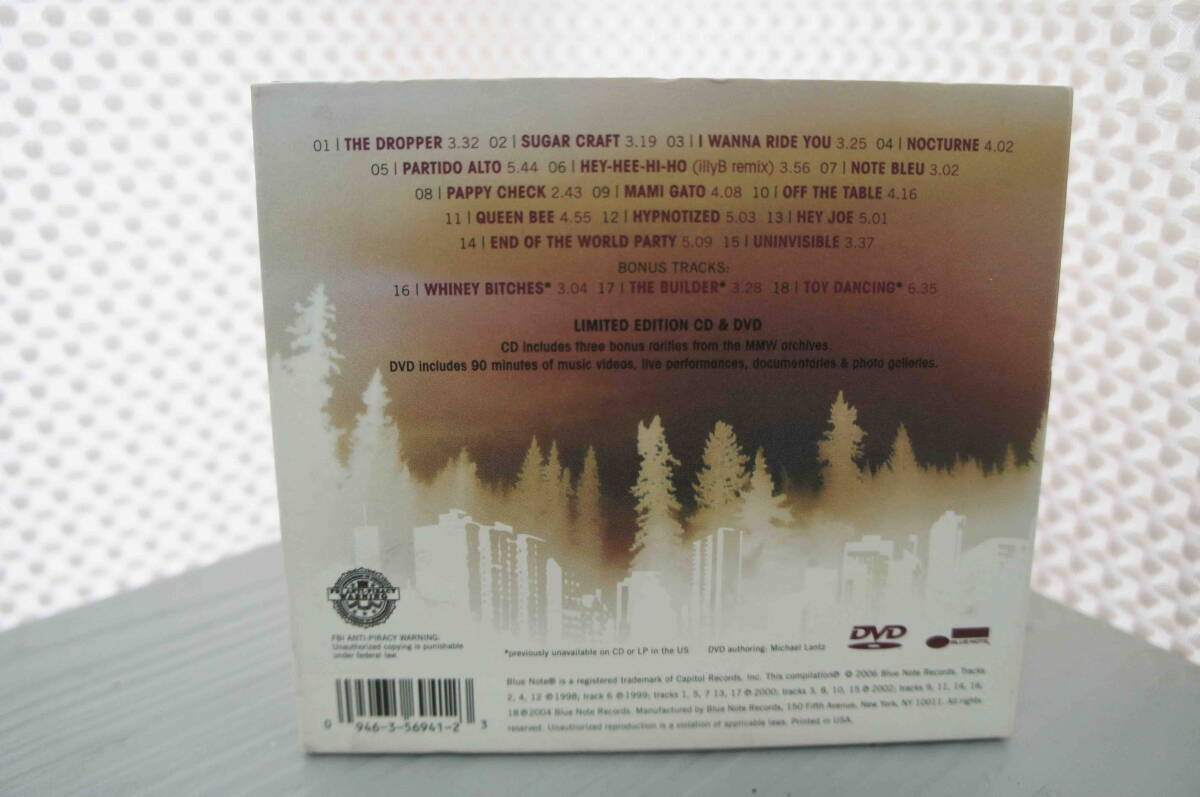 01 | THE DROPPER 3.32 02 | SUGAR CRAFT 3.19 03 | I WANNA RIDE YOU 3.25 04 | NOCTURNE 4.02
05 | PARTIDO ALTO 5.44 06 | HEY-HEE-HI-HO (illyB remix) 3.56 07 | NOTE BLEU 3.02
08 | PAPPY CHECK 2.43 09 | MAMI GATO 4.08 10 | OFF THE TABLE 4.16
11 | QUEEN BEE 4.55 12 | HYPNOTIZED 5.03 13 | HEY JOE 5.01
14 | END OF THE WORLD PARTY 5.09 15 | UNINVISIBLE 3.37
BONUS TRACKS:
16 | WHINEY BITCHES* 3.04 17 | THE BUILDER* 3.28 18 | TOY DANCING* 6.35
LIMITED EDITION CD & DVD
CD includes three bonus rarities from the MMW archives.
DVD includes 90 minutes of music videos, live performances, documentaries & photo galleries.
FBI ANTI-PIRACY
WARNING
FBI ANTI-PIRACY WARNING:
Unauthorized copying is punishable
under federal law.
*previously unavailable on CD or LP in the US DVD authoring: Michael Lantz
DVD
BLUE NOTE
Blue Note® is a registered trademark of Capitol Records, Inc. This compilation℗ © 2006 Blue Note Records. Tracks
2, 4, 12 ℗ 1998, track 6 ℗ 1999, tracks 1, 5, 7 13, 17 ℗ 2000; tracks 3, 8, 10, 15 ℗ 2002; tracks 9, 11, 14, 16,
18 ℗ 2004 Blue Note Records. Manufactured by Blue Note Records, 150 Fifth Avenue, New York, NY 10011. All rights
reserved. Unauthorized reproduction is a violation of applicable laws. Printed in USA.
0 946-3-56941-2 3